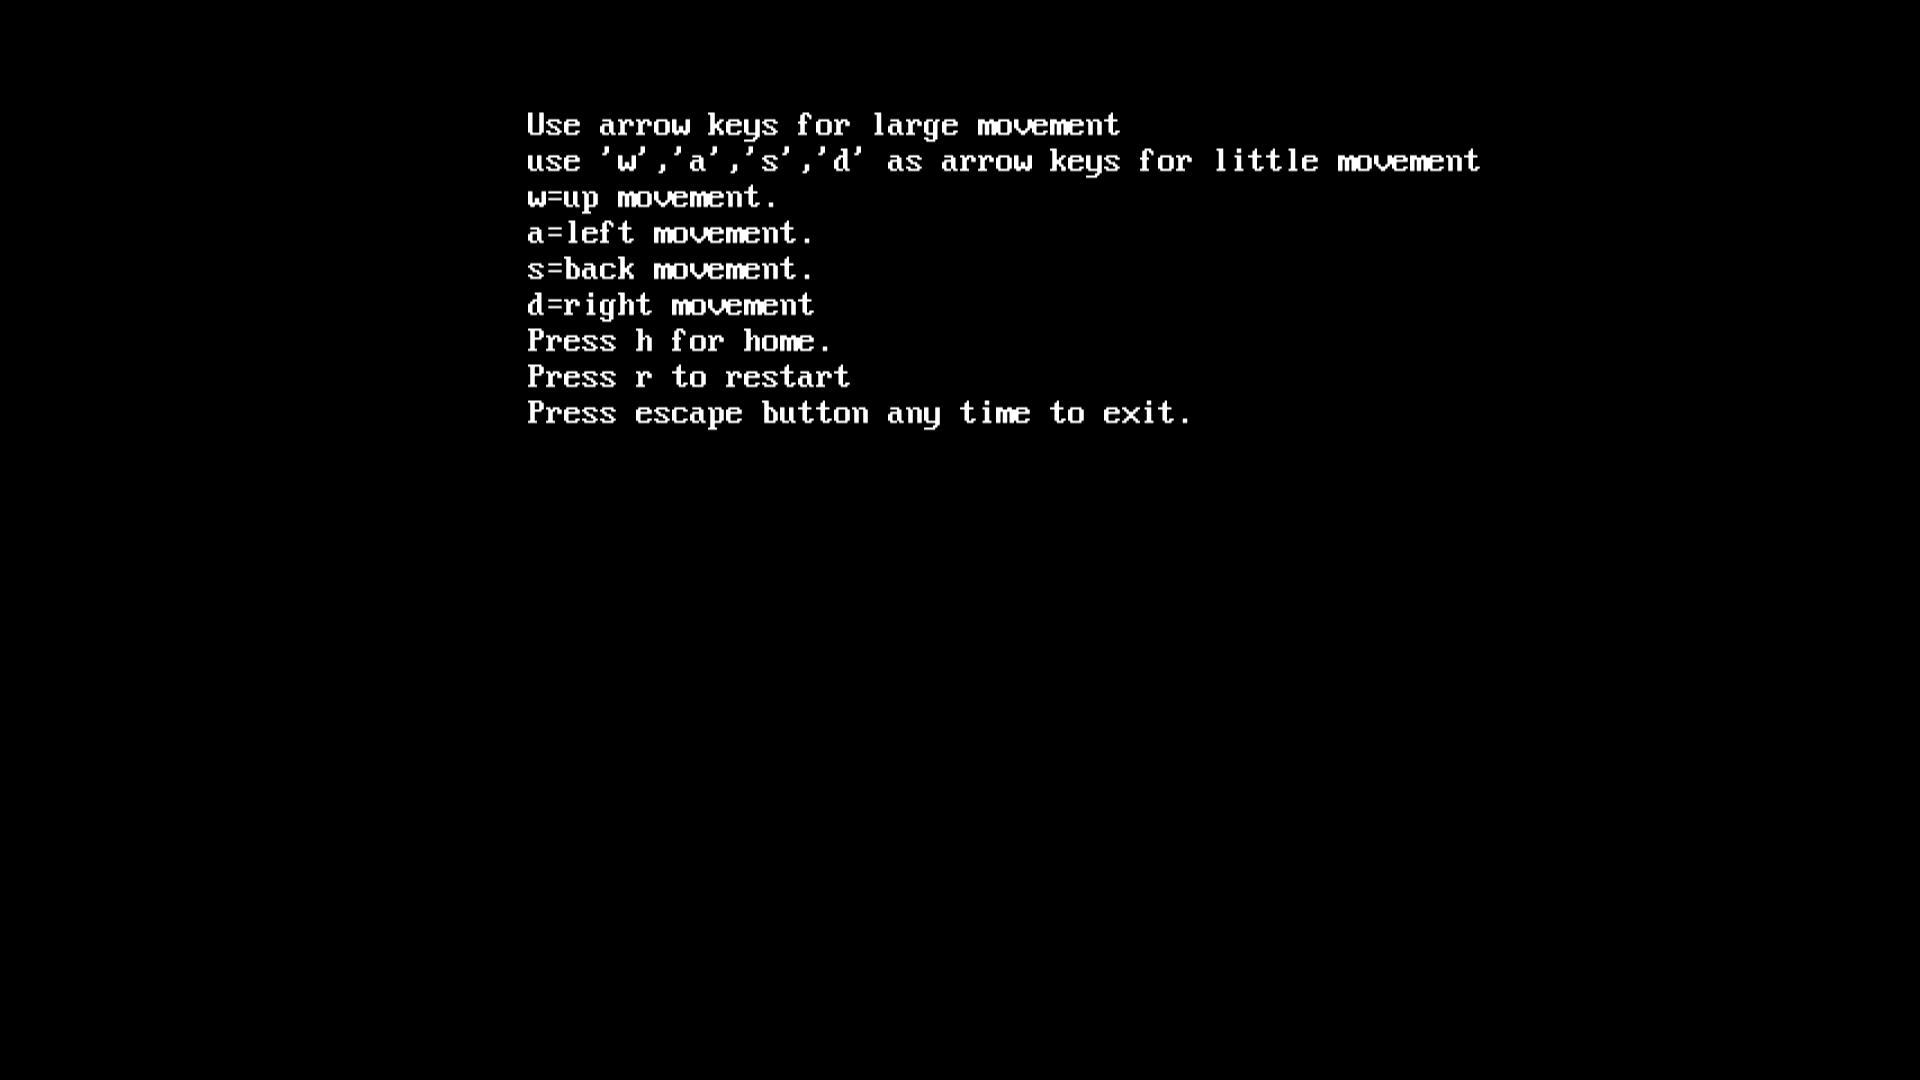 Use arrow keys for large movement
use 'w','a','s','d' as arrow keys for little movement
w=up movement.
a=left movement.
s=back movement.
d=right movement
Press h for home.
Press r to restart
Press escape button any time to exit.